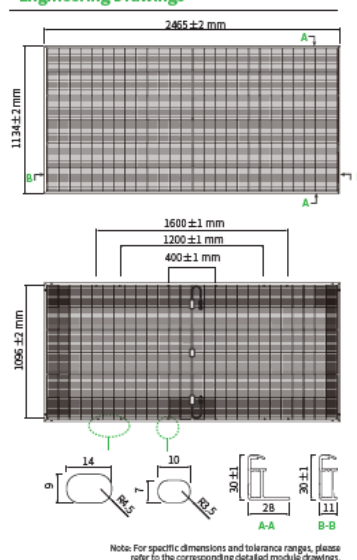 Engineering Drawings
2465±2 mm
A
1134±2mm
B
A
1600±1 mm
1200±1 mm
400±1 mm
1096 ±2 mm
14
9
R4.5
10
7
R3.5
30 ±1
28
A-A
30 ±1
11
B-B
Note: For specific dimensions and tolerance ranges, please
refer to the corresponding detailed module drawings.